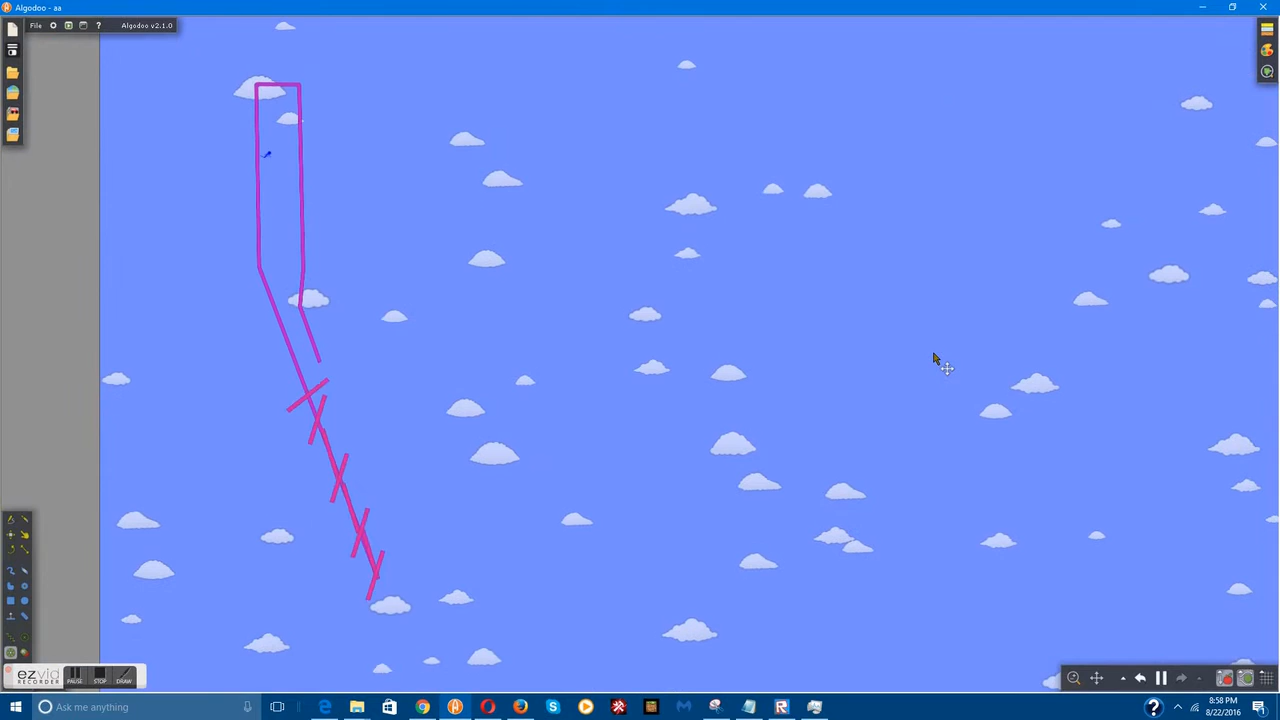 Algodoo - aa
File ? Algodoo v2.1.0
ezvid
RECORDER
PAUSE STOP DRAW
Ask me anything
8:58 PM
8/22/2016